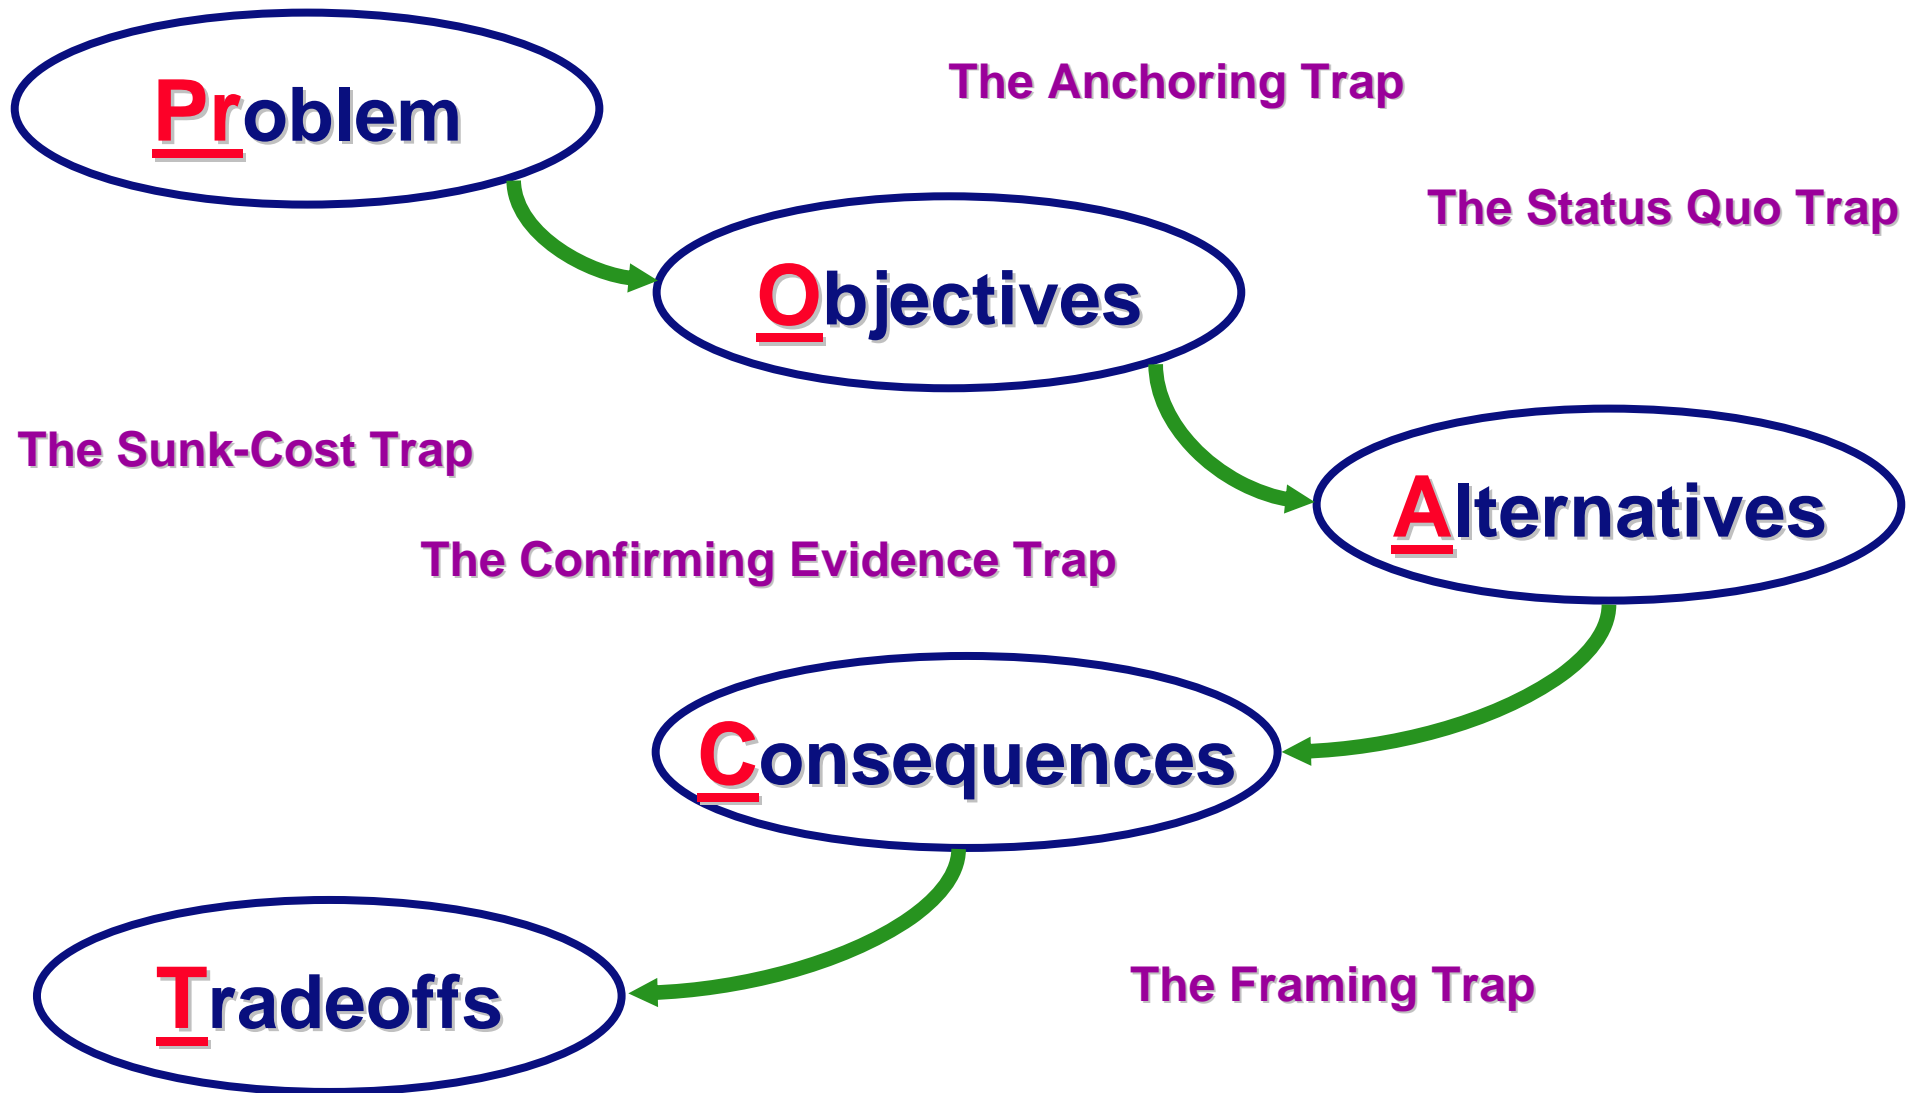 Problem
The Anchoring Trap
The Status Quo Trap
Objectives
The Sunk-Cost Trap
Alternatives
The Confirming Evidence Trap
Consequences
Tradeoffs
The Framing Trap